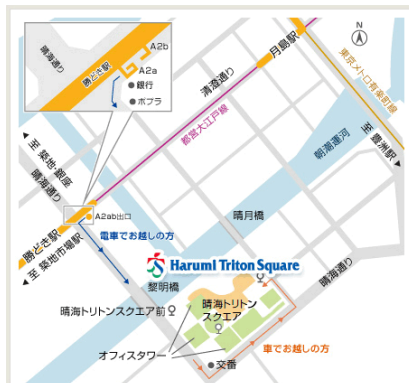 晴海通り
A2b
勝どき駅
A2a
銀行
ポプラ
N
月島駅
清澄通り
都営大江戸線
東京メトロ有楽町線
至 豊洲駅
朝潮運河
至 築地・銀座
晴海通り
A2ab出口
勝どき駅
至 築地市場駅
電車でお越しの方
晴月橋
Harumi Triton Square
黎明橋
晴海通り
晴海トリトンスクエア前
晴海トリトン
スクエア
オフィスタワー
交番
車でお越しの方